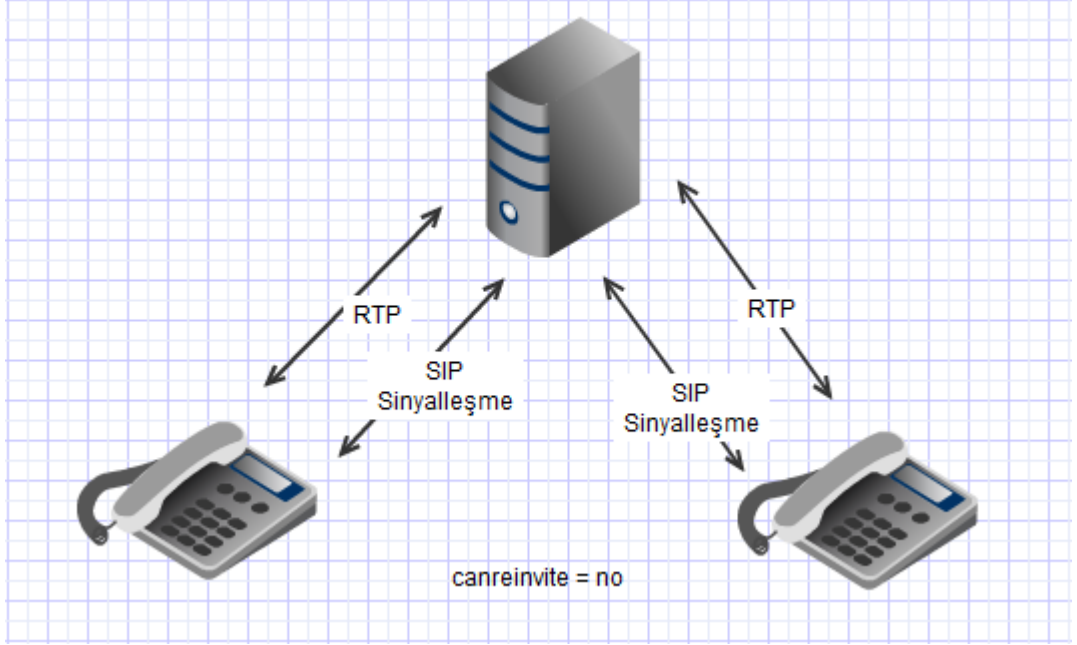 RTP
RTP
SIP
Sinyalleşme
SIP
Sinyalleşme
canreinvite = no